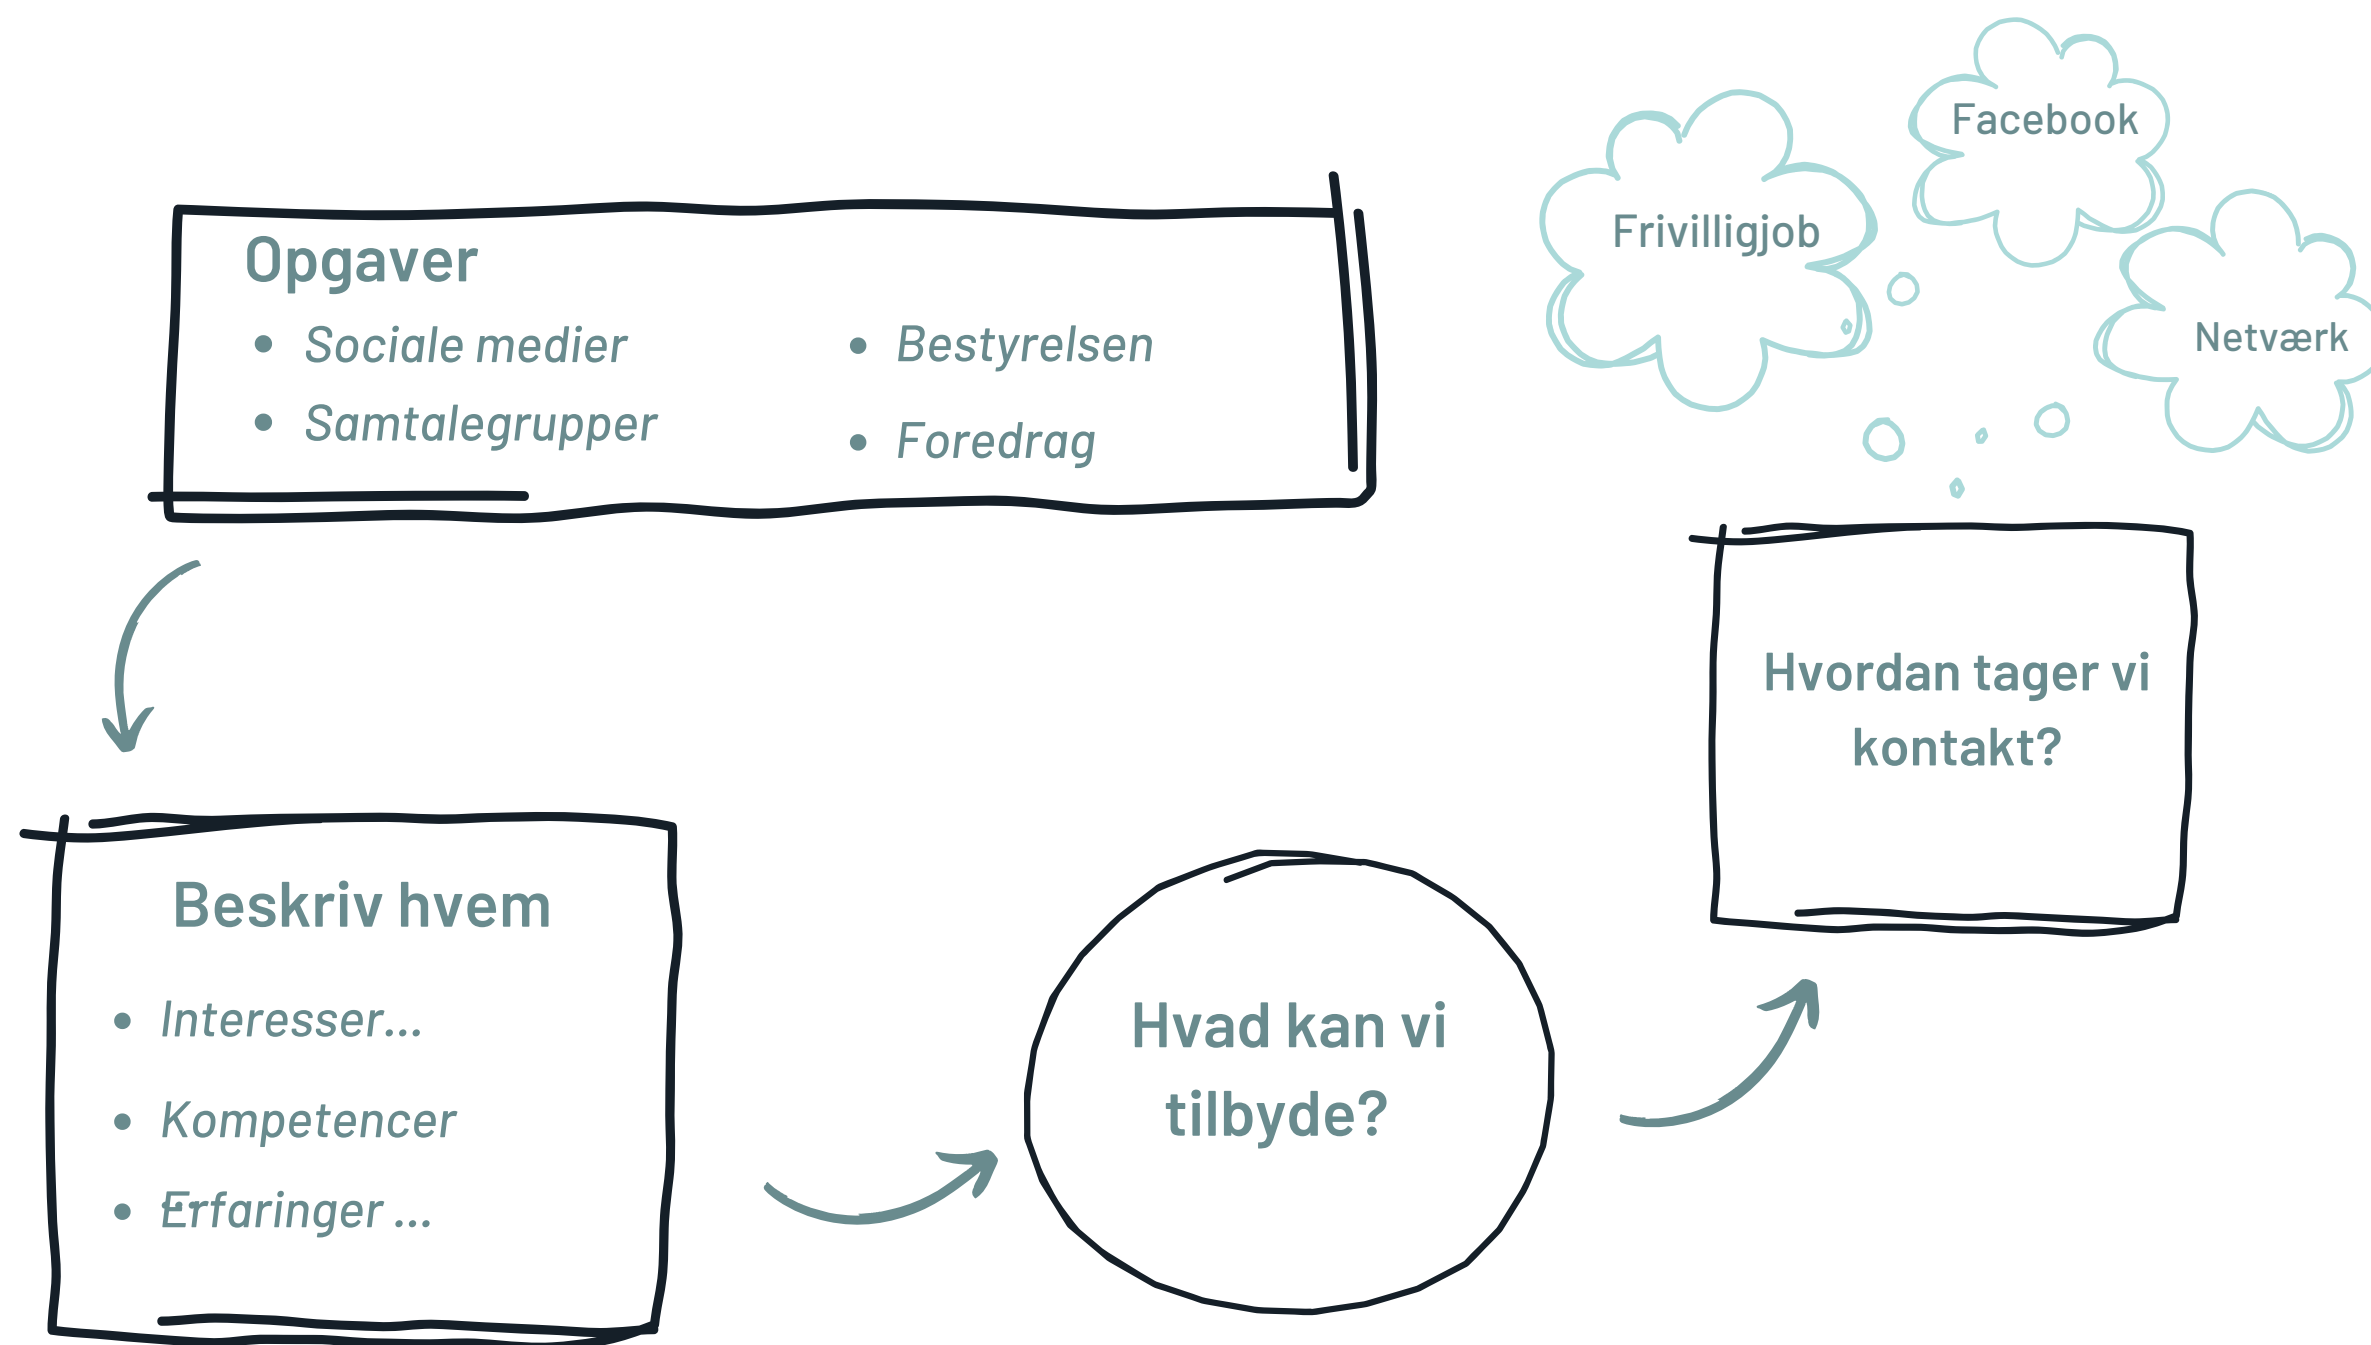 Opgaver
Sociale medier
Samtalegrupper
Bestyrelsen
Foredrag
Beskriv hvem
Interesser...
Kompetencer
Erfaringer ...
Hvad kan vi
tilbyde?
Hvordan tager vi
kontakt?
Frivilligjob
Facebook
Netværk